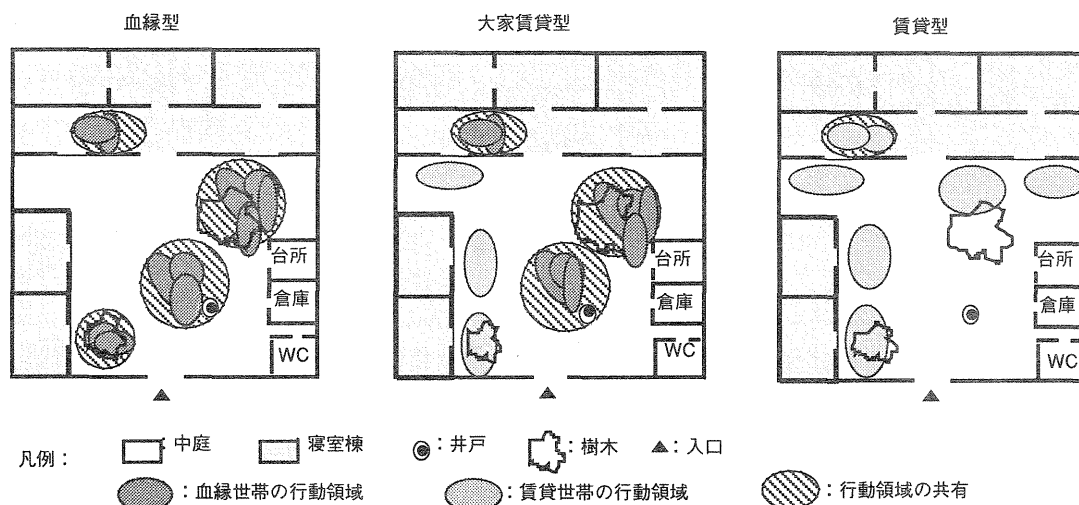 血縁型 大家賃貸型 賃貸型
台所 台所 台所
倉庫 倉庫 倉庫
WC WC WC
凡例: 中庭 寝室棟 :井戸 :樹木 :入口
:血縁世帯の行動領域 :賃貸世帯の行動領域 :行動領域の共有